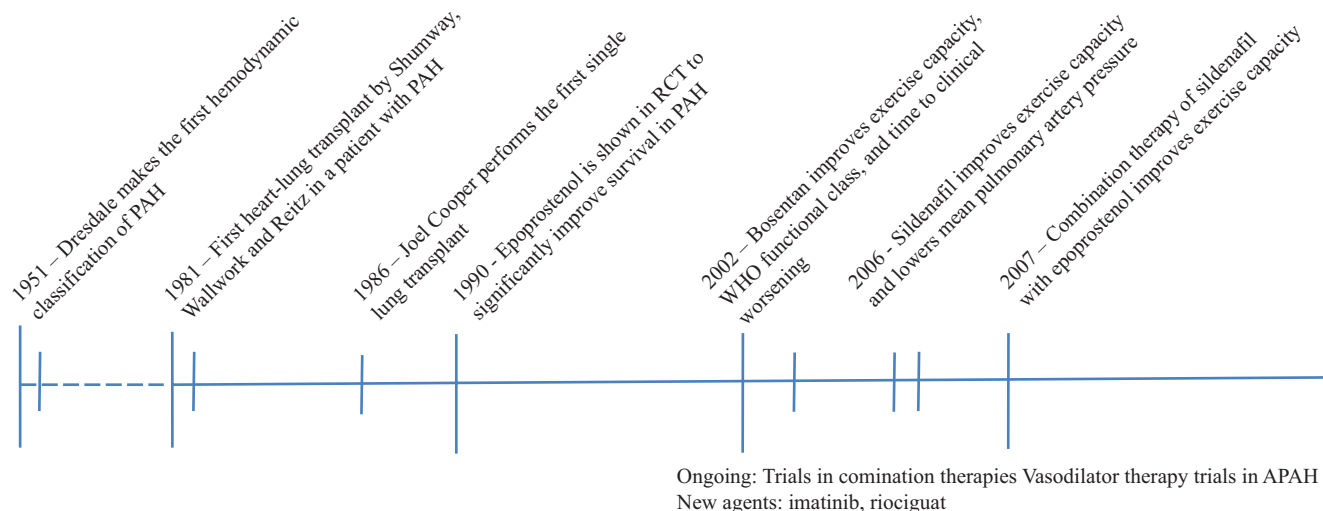 1951 – Dresdale makes the first hemodynamic
classification of PAH
1981 – First heart-lung transplant by Shumway,
Wallwork and Reitz in a patient with PAH
1986 – Joel Cooper performs the first single
lung transplant
1990 - Epoprostenol is shown in RCT to
significantly improve survival in PAH
2002 – Bosentan improves exercise capacity,
WHO functional class, and time to clinical
worsening
2006 - Sildenafil improves exercise capacity
and lowers mean pulmonary artery pressure
2007 – Combination therapy of sildenafil
with epoprostenol improves exercise capacity
Ongoing: Trials in comination therapies Vasodilator therapy trials in APAH
New agents: imatinib, riociguat